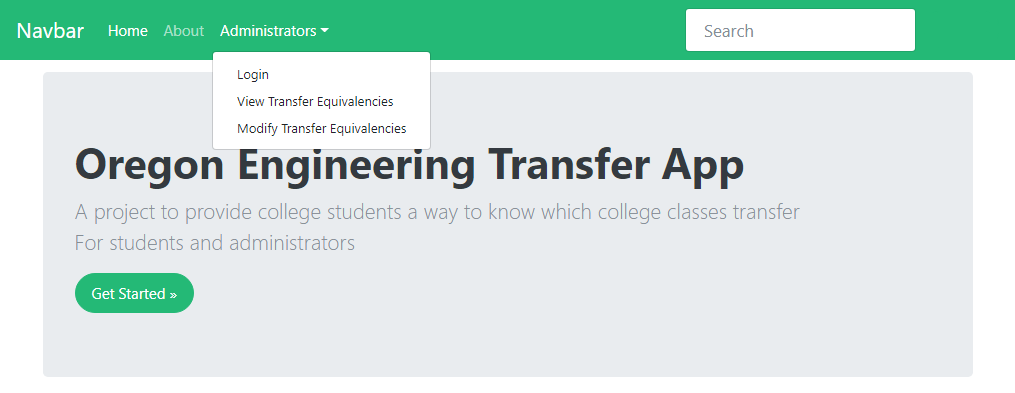 Navbar Home About Administrators Search
Login
View Transfer Equivalencies
Modify Transfer Equivalencies
Oregon Engineering Transfer App
A project to provide college students a way to know which college classes transfer
For students and administrators
Get Started »